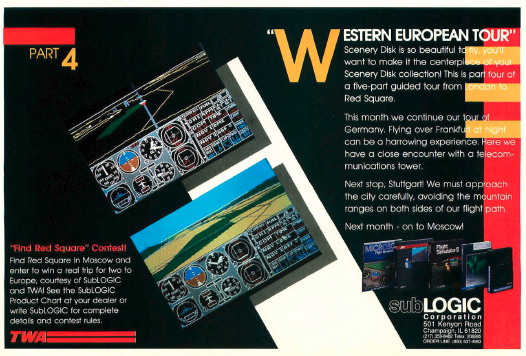 PART 4
"WESTERN EUROPEAN TOUR"
Scenery Disk is so beautiful to fly, you'll
want to make it the centerpiece of your
Scenery Disk collection! This is part four of
a five-part guided tour from London to
Red Square.
This month we continue our tour of
Germany. Flying over Frankfurt at night
can be a harrowing experience. Here we
have a close encounter with a telecom-
munications tower.
Next stop, Stuttgart! We must approach
the city carefully, avoiding the mountain
ranges on both sides of our flight path.
Next month - on to Moscow!
"Find Red Square" Contest!
Find Red Square in Moscow and
enter to win a real trip for two to
Europe, courtesy of SubLOGIC
and TWA! See the SubLOGIC
Product Chart at your dealer or
write SubLOGIC for complete
details and contest rules.
TWA
subLOGIC
Corporation
501 Kenyon Road
Champaign, IL 61820
(217) 359-8482 Telex: 206995
ORDER LINE: (800) 637-4983